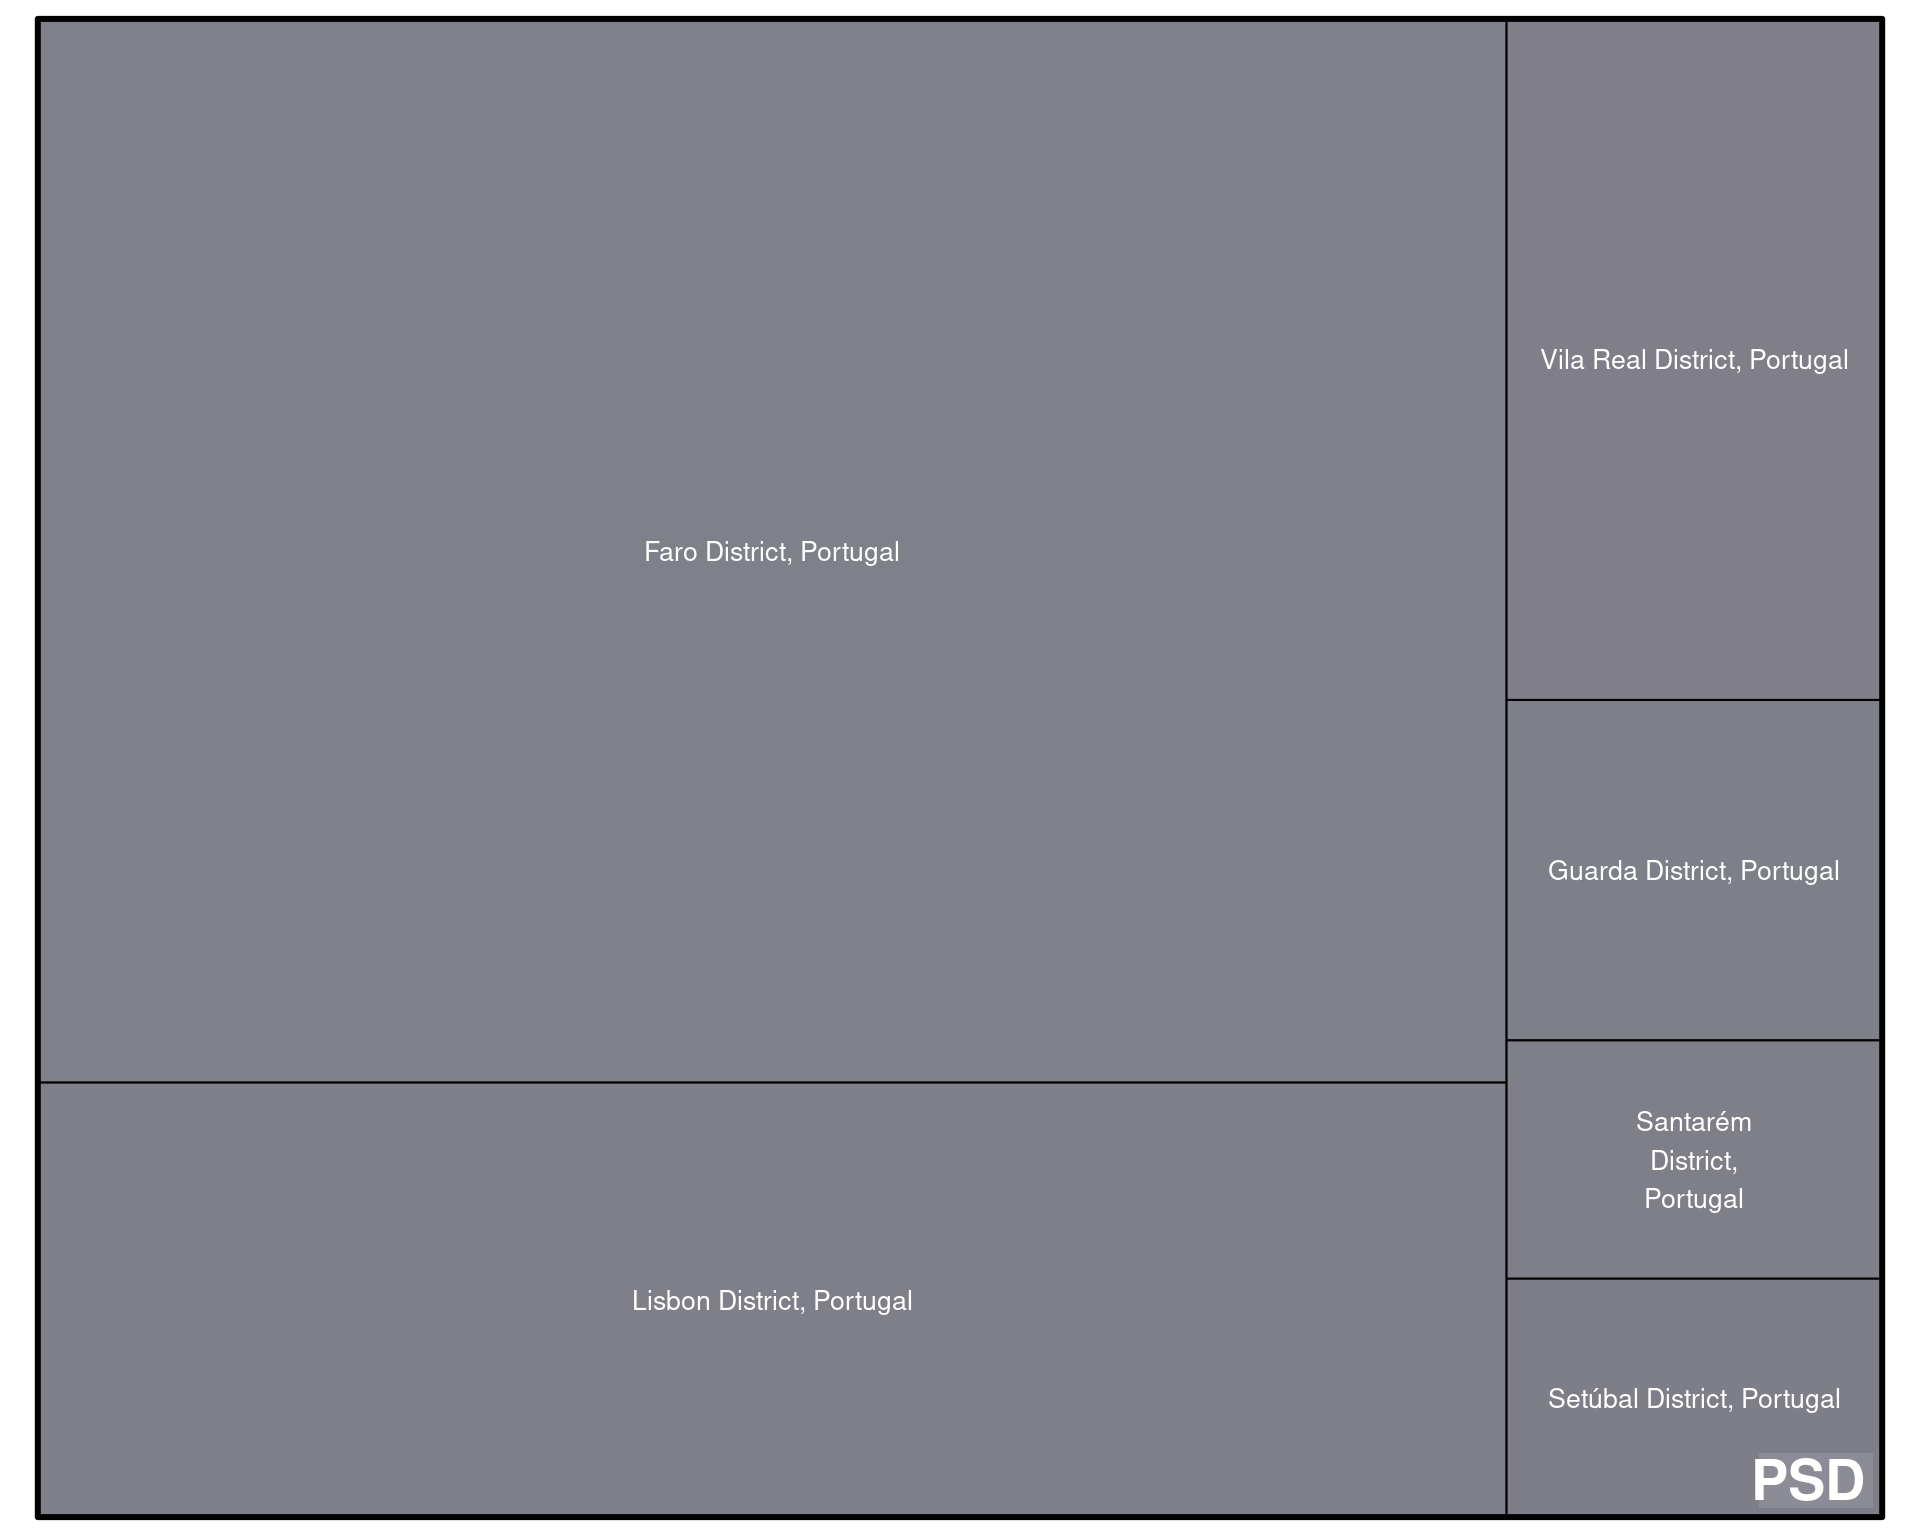 Faro District, Portugal
Lisbon District, Portugal
Vila Real District, Portugal
Guarda District, Portugal
Santarém
District,
Portugal
Setúbal District, Portugal
PSD